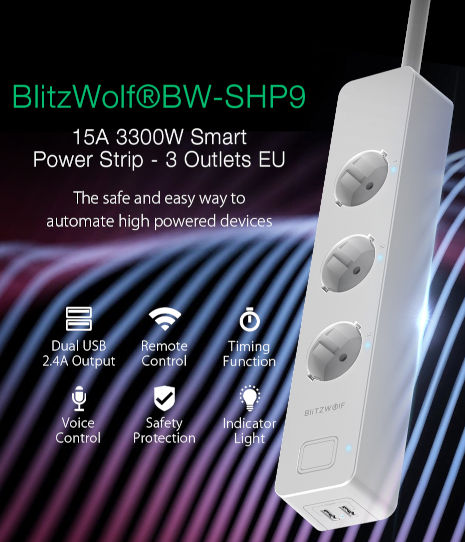 BlitzWolf®BW-SHP9
15A 3300W Smart
Power Strip - 3 Outlets EU
The safe and easy way to
automate high powered devices
Dual USB
2.4A Output
Remote
Control
Timing
Function
Voice
Control
Safety
Protection
Indicator
Light
BLITZWOLF